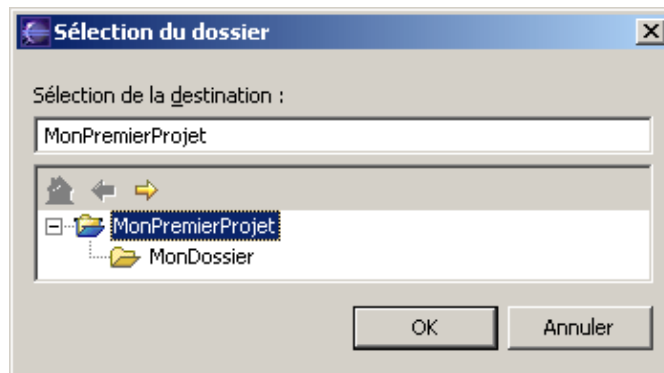 Sélection du dossier
Sélection de la destination :
MonPremierProjet
MonPremierProjet
MonDossier
OK Annuler